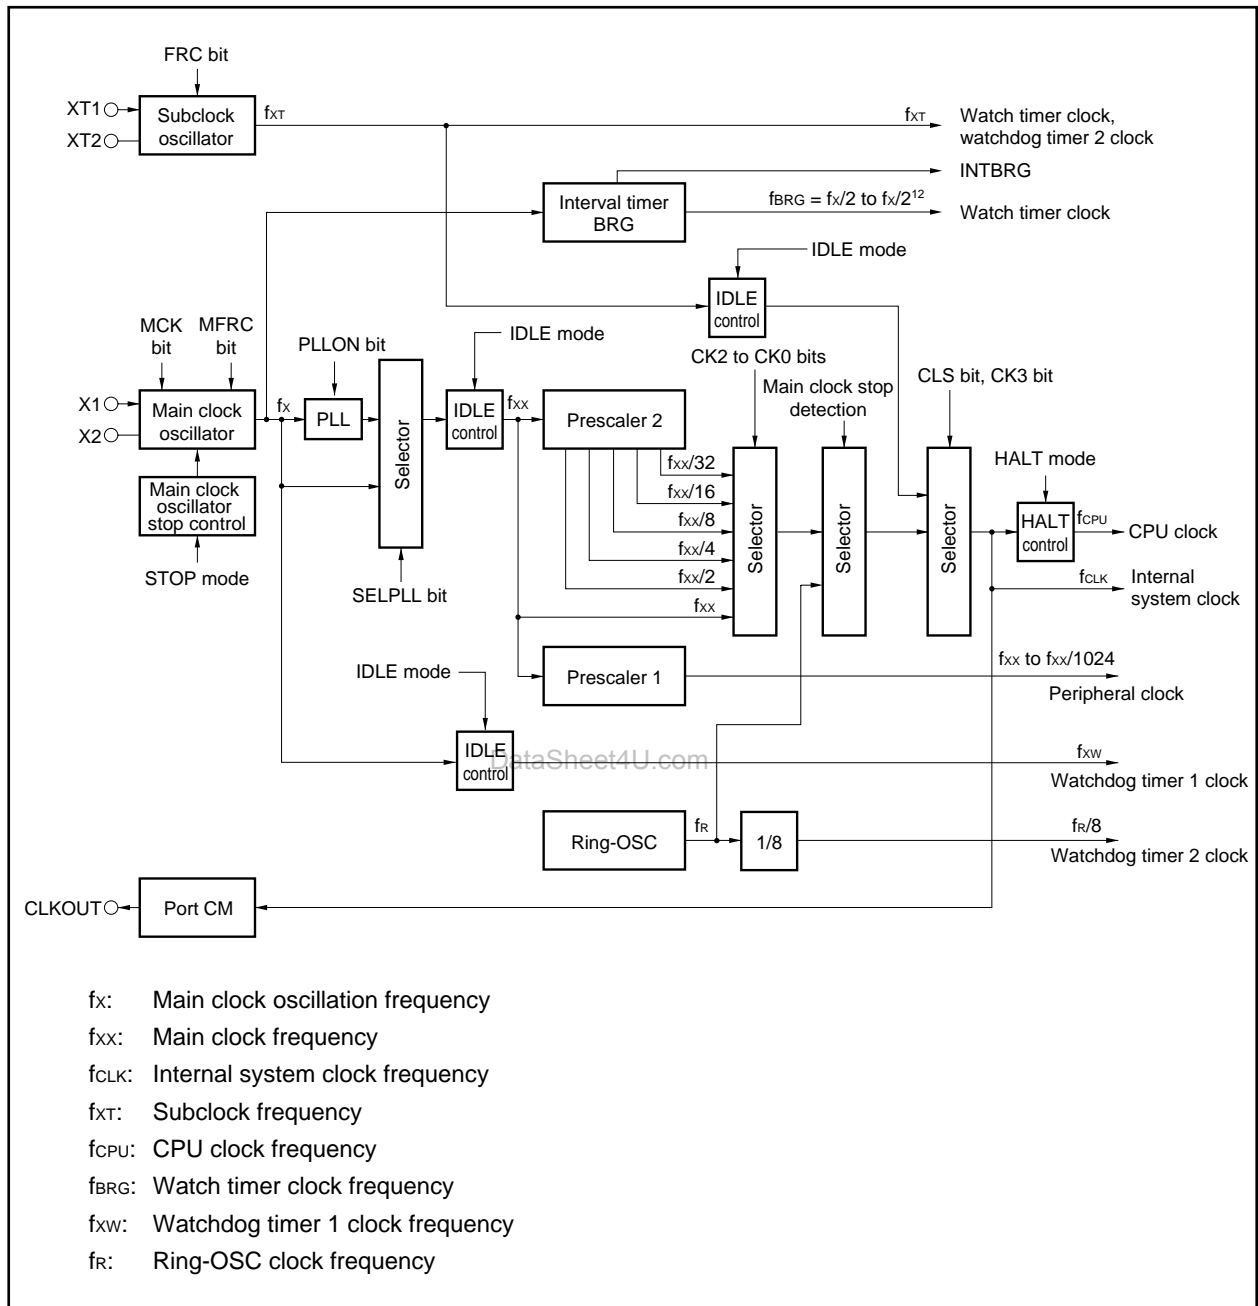 FRC bit
XT1
XT2
Subclock
oscillator
fXT
fXT
Watch timer clock,
watchdog timer 2 clock
INTBRG
Interval timer
BRG
fBRG = fX/2 to fX/2¹²
Watch timer clock
IDLE mode
IDLE
control
MCK
bit
MFRC
bit
PLLON bit
IDLE mode
CK2 to CK0 bits
Main clock stop
detection
CLS bit, CK3 bit
X1
X2
Main clock
oscillator
fX
PLL
Selector
IDLE
control
fXX
Prescaler 2
fXX/32
fXX/16
fXX/8
fXX/4
fXX/2
fXX
Selector
Selector
Selector
HALT mode
HALT
control
fCPU
CPU clock
fCLK
Internal
system clock
Main clock
oscillator
stop control
STOP mode
SELPLL bit
IDLE mode
Prescaler 1
fXX to fXX/1024
Peripheral clock
IDLE
control
DataSheet4U.com
fXW
Watchdog timer 1 clock
Ring-OSC
fR
1/8
fR/8
Watchdog timer 2 clock
CLKOUT
Port CM
fX: Main clock oscillation frequency
fXX: Main clock frequency
fCLK: Internal system clock frequency
fXT: Subclock frequency
fCPU: CPU clock frequency
fBRG: Watch timer clock frequency
fXW: Watchdog timer 1 clock frequency
fR: Ring-OSC clock frequency